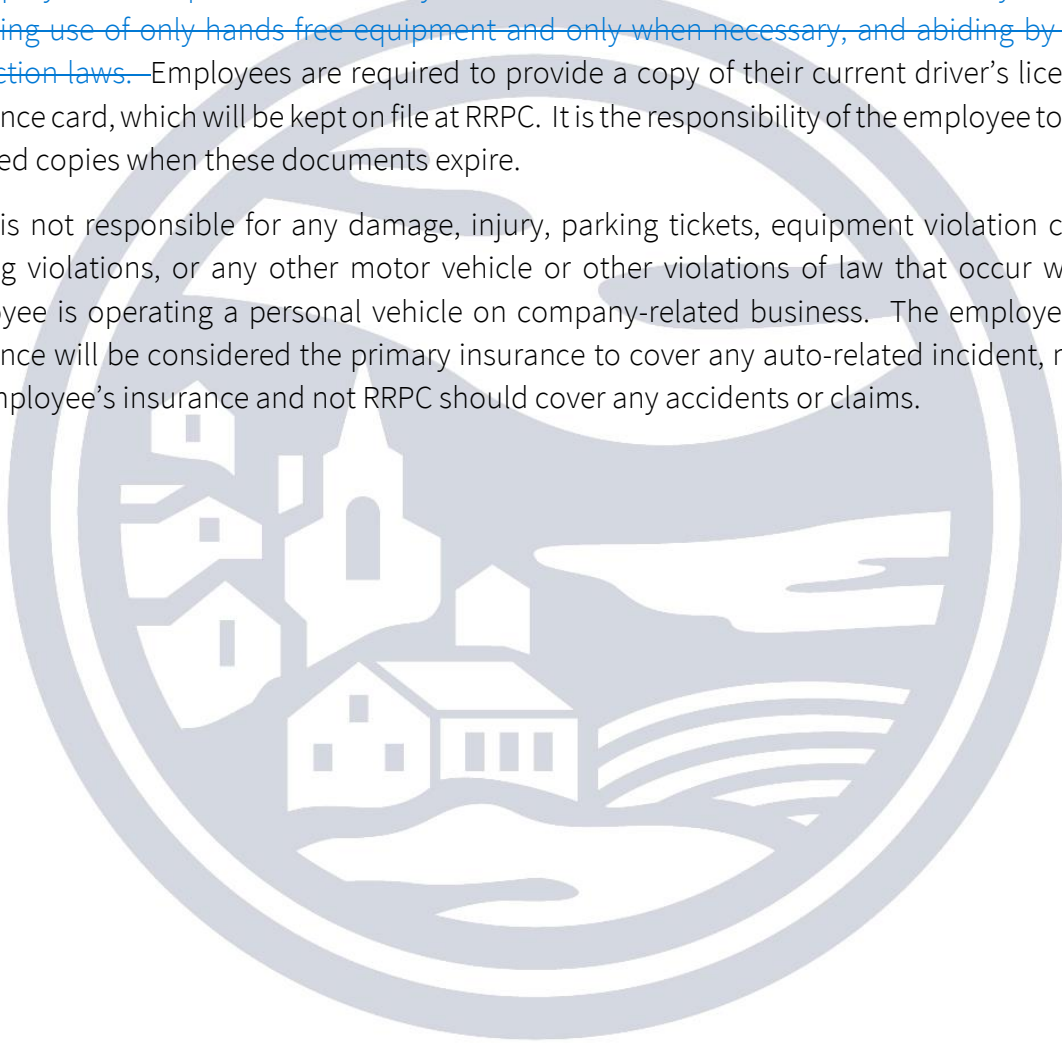 ing use of only hands free equipment and only when necessary, and abiding by
ction laws. Employees are required to provide a copy of their current driver’s lice
nce card, which will be kept on file at RRPC. It is the responsibility of the employee to
ed copies when these documents expire.
is not responsible for any damage, injury, parking tickets, equipment violation c
g violations, or any other motor vehicle or other violations of law that occur w
yee is operating a personal vehicle on company-related business. The employe
nce will be considered the primary insurance to cover any auto-related incident, r
mployee’s insurance and not RRPC should cover any accidents or claims.